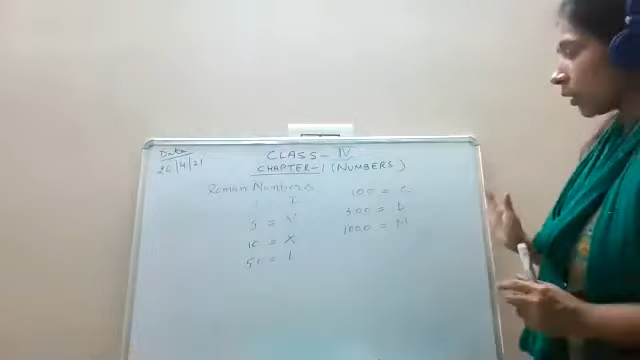 Date
26/4/21
CLASS- IV
CHAPTER-1 (NUMBERS)
Roman Numbers
1 I
5 = V
10 = X
50 = L
100 = C
500 = D
1000 = M